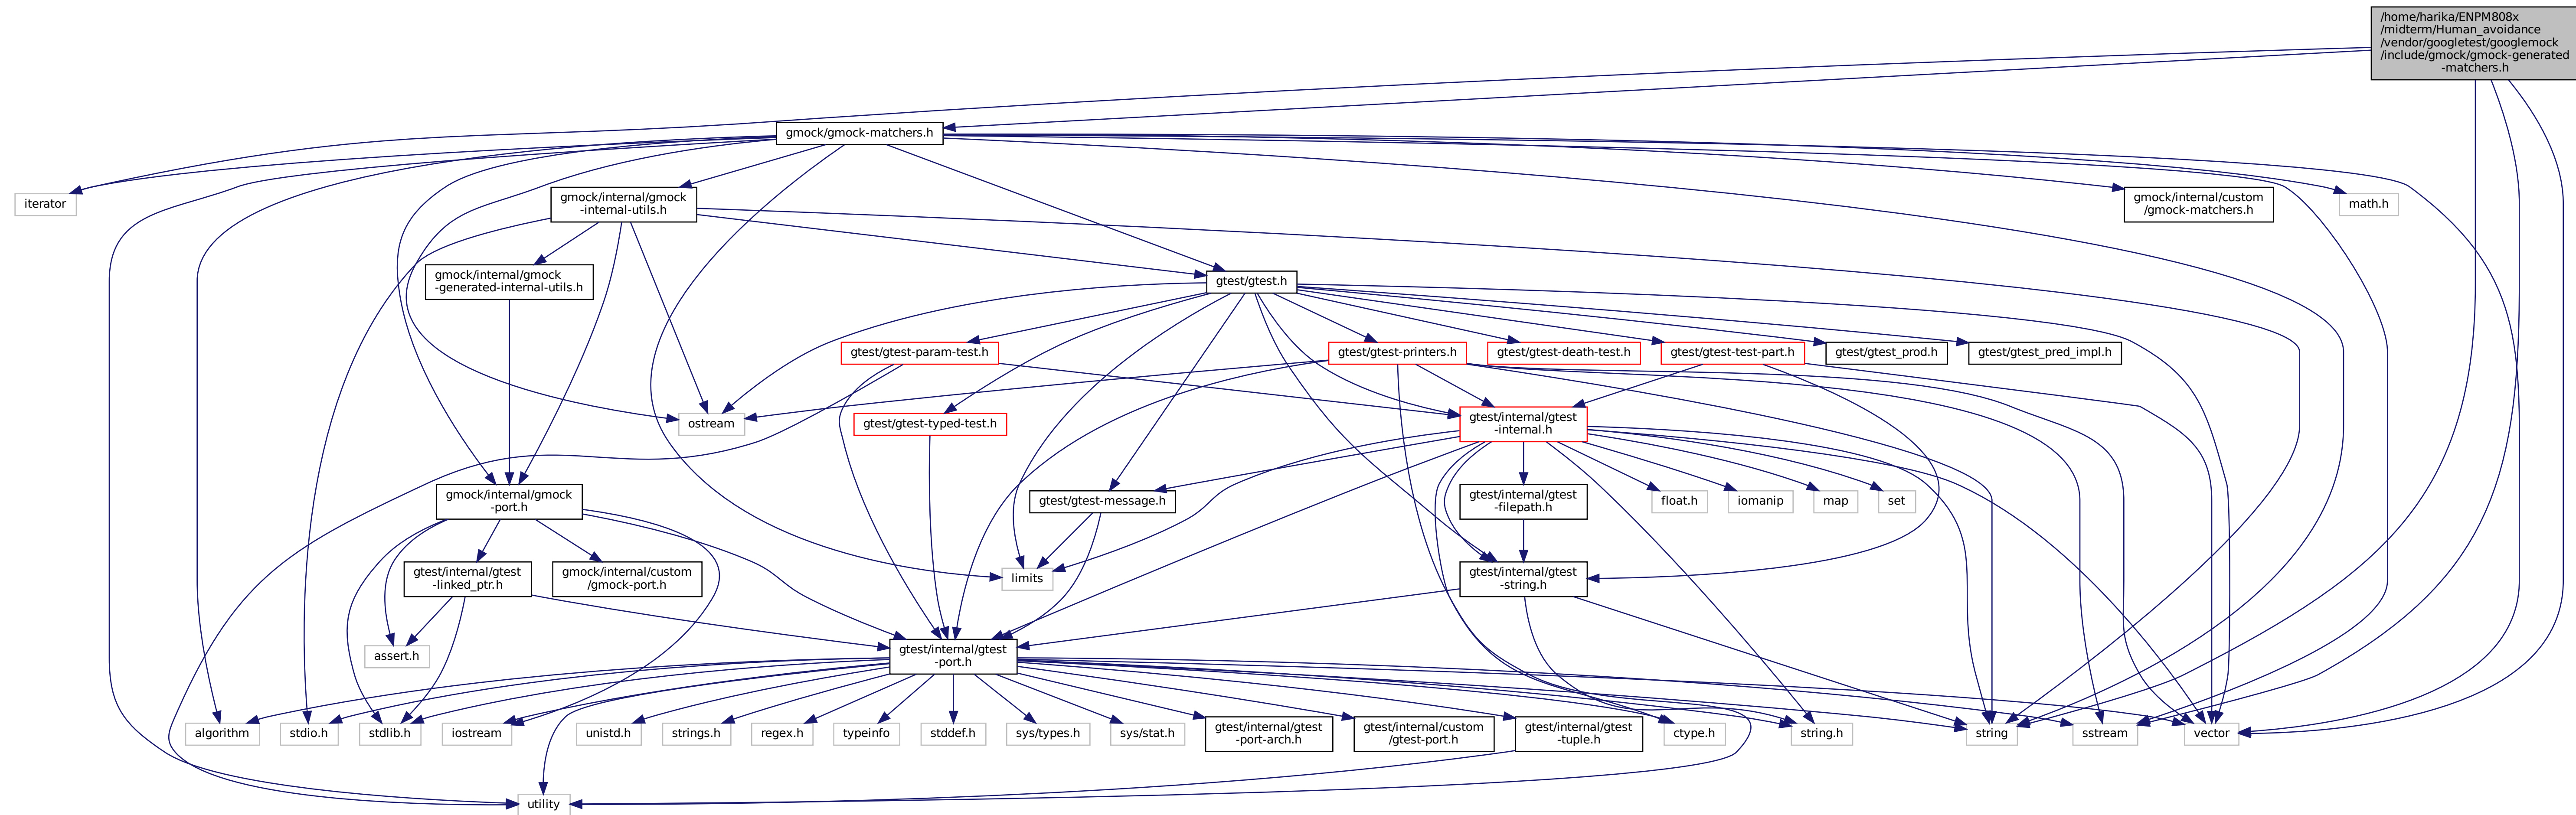 /home/harika/ENPM808x
/midterm/Human_avoidance
/vendor/googletest/googlemock
/include/gmock/gmock-generated
-matchers.h
gmock/gmock-matchers.h
iterator
gmock/internal/gmock
-internal-utils.h
gmock/internal/custom
/gmock-matchers.h
math.h
gmock/internal/gmock
-generated-internal-utils.h
gtest/gtest.h
gtest/gtest-param-test.h
gtest/gtest-printers.h
gtest/gtest-death-test.h
gtest/gtest-test-part.h
gtest/gtest_prod.h
gtest/gtest_pred_impl.h
ostream
gtest/gtest-typed-test.h
gtest/internal/gtest
-internal.h
gmock/internal/gmock
-port.h
gtest/gtest-message.h
gtest/internal/gtest
-filepath.h
float.h
iomanip
map
set
gtest/internal/gtest
-linked_ptr.h
gmock/internal/custom
/gmock-port.h
limits
gtest/internal/gtest
-string.h
assert.h
gtest/internal/gtest
-port.h
algorithm
stdio.h
stdlib.h
iostream
unistd.h
strings.h
regex.h
typeinfo
stddef.h
sys/types.h
sys/stat.h
gtest/internal/gtest
-port-arch.h
gtest/internal/custom
/gtest-port.h
gtest/internal/gtest
-tuple.h
ctype.h
string.h
string
sstream
vector
utility